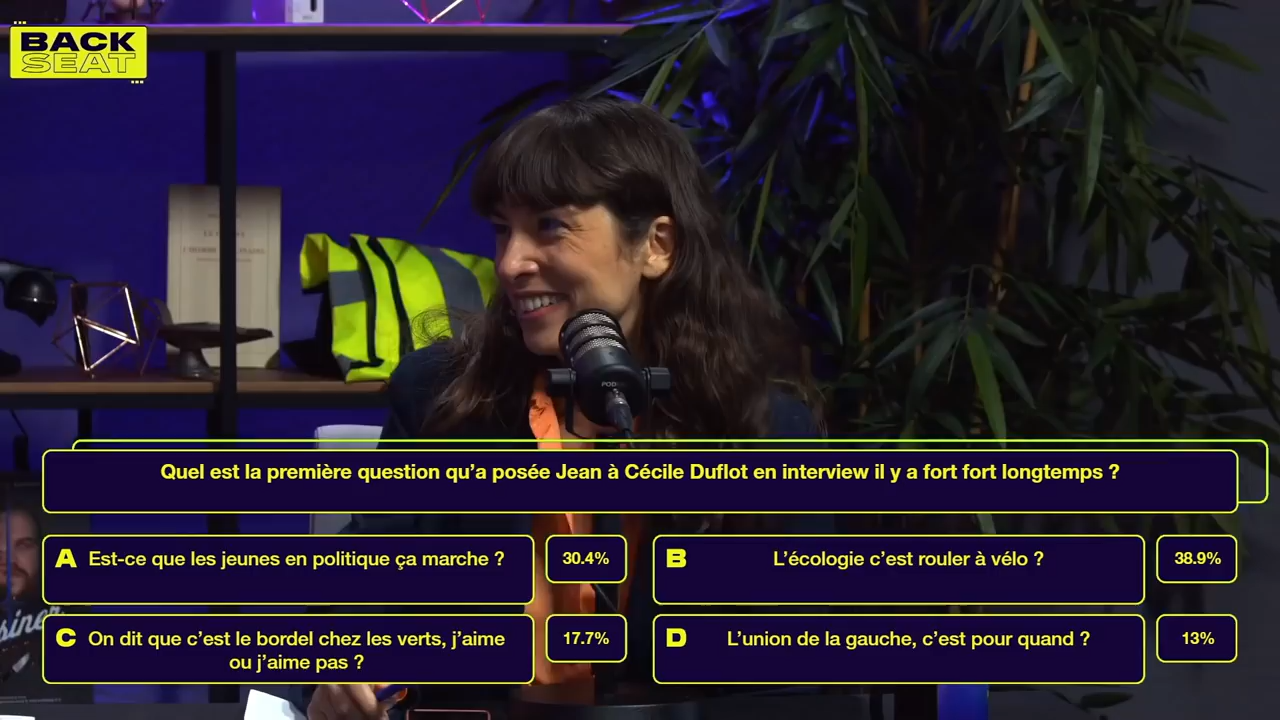 BACK
SEAT
Quel est la première question qu'a posée Jean à Cécile Duflot en interview il y a fort fort longtemps ?
A Est-ce que les jeunes en politique ça marche ? 30.4%
B L'écologie c'est rouler à vélo ? 38.9%
C On dit que c'est le bordel chez les verts, j'aime
ou j'aime pas ? 17.7%
D L'union de la gauche, c'est pour quand ? 13%